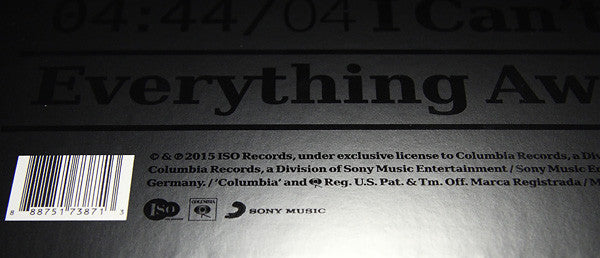 04:44/04 I Can't
Everything Aw
℗ & © 2015 ISO Records, under exclusive license to Columbia Records, a Div
Columbia Records, a Division of Sony Music Entertainment / Sony Music E
Germany. / 'Columbia' and Reg. U.S. Pat. & Tm. Off. Marca Registrada / M
8 88751 73871 3
ISO
COLUMBIA
SONY MUSIC